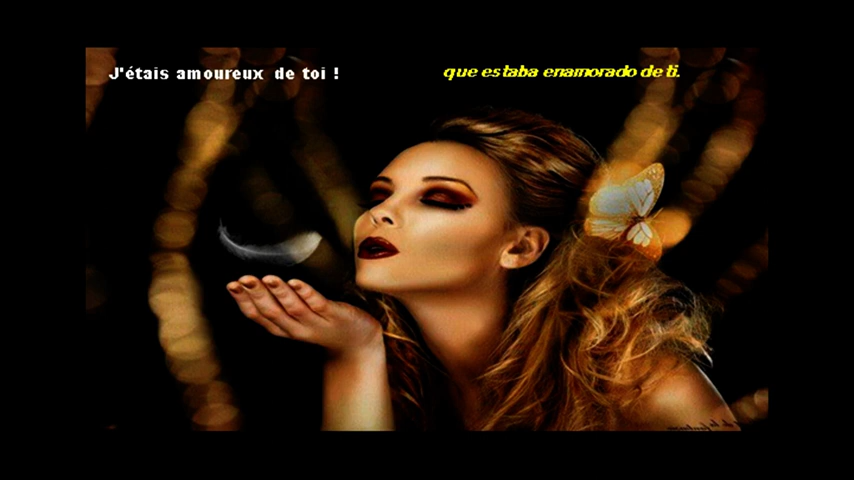 J'étais amoureux de toi !
que estaba enamorado de ti.